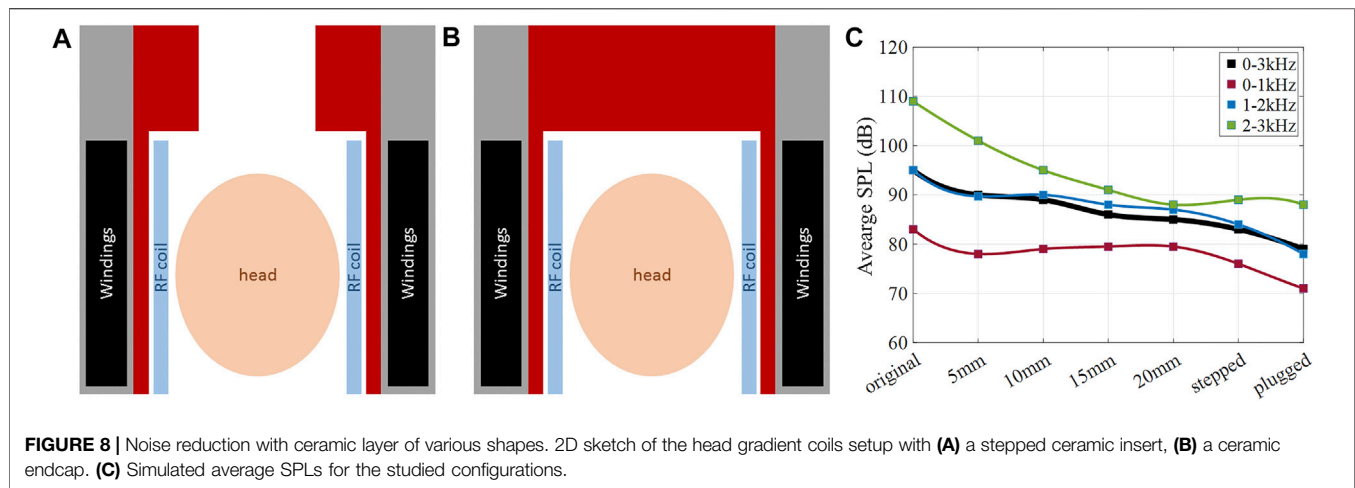 A
Windings
RF coil
head
RF coil
Windings
B
Windings
RF coil
head
RF coil
Windings
C
120
110
100
90
80
70
60
Avearge SPL (dB)
0-3kHz
0-1kHz
1-2kHz
2-3kHz
original
5mm
10mm
15mm
20mm
stepped
plugged
FIGURE 8 | Noise reduction with ceramic layer of various shapes. 2D sketch of the head gradient coils setup with (A) a stepped ceramic insert, (B) a ceramic
endcap. (C) Simulated average SPLs for the studied configurations.